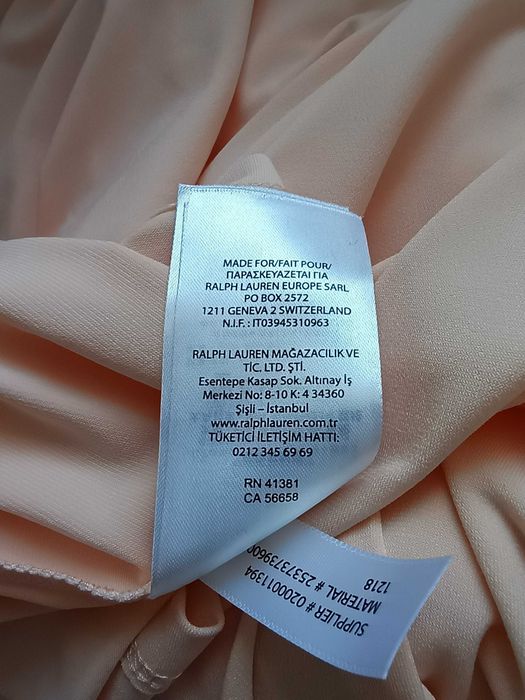 MADE FOR/FAIT POUR/
ΠΑΡΑΣΚΕΥΑΖΕΤΑΙ ΓΙΑ
RALPH LAUREN EUROPE SARL
PO BOX 2572
1211 GENEVA 2 SWITZERLAND
N.I.F.: IT03945310963
RALPH LAUREN MAĞAZACILIK VE
TİC. LTD. ŞTİ.
Esentepe Kasap Sok. Altınay İş
Merkezi No: 8-10 K: 4 34360
Şişli – İstanbul
www.ralphlauren.com.tr
TÜKETİCİ İLETİŞİM HATTI:
0212 345 69 69
RN 41381
CA 56658
SUPPLIER # 0200011394
MATERIAL # 253737960
1218